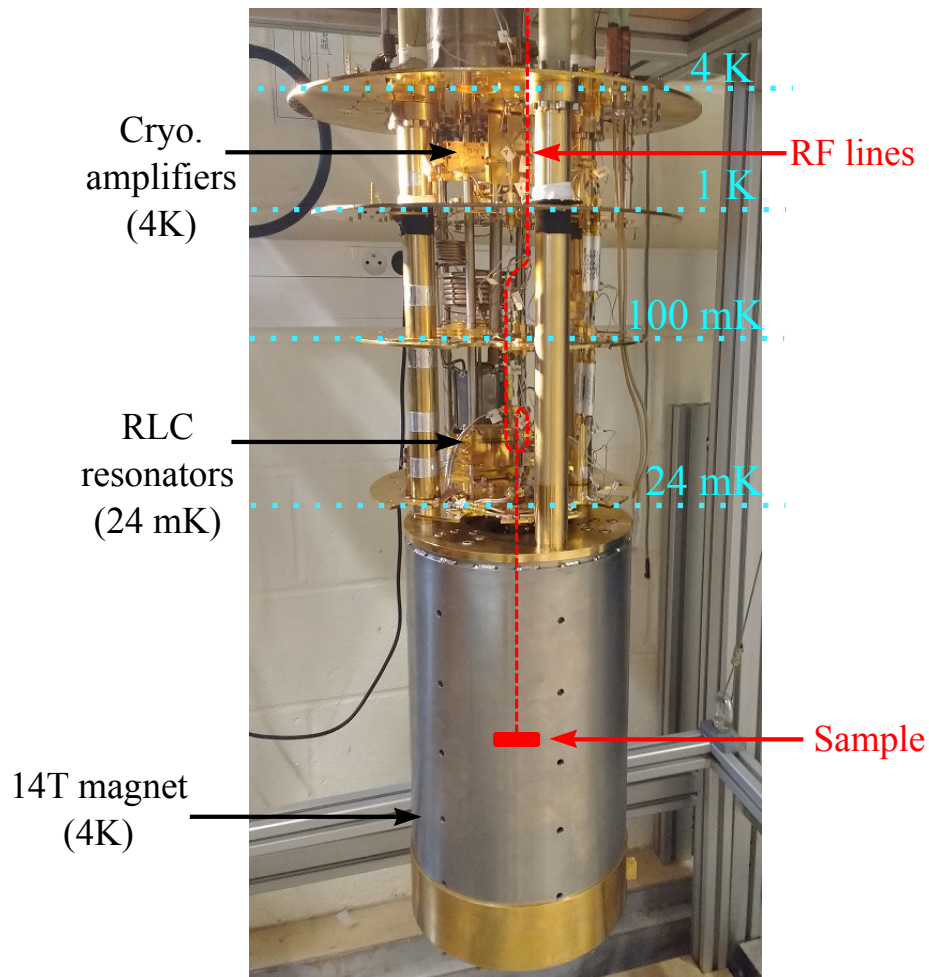 4 K
Cryo.
amplifiers
(4K)
RF lines
1 K
100 mK
RLC
resonators
(24 mK)
24 mK
Sample
14T magnet
(4K)